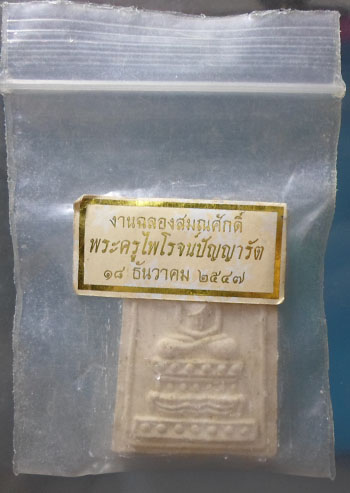 งานฉลองสมณศักดิ์
พระครูไพโรจน์ปัญญารัต
๑๘ ธันวาคม ๒๕๔๗